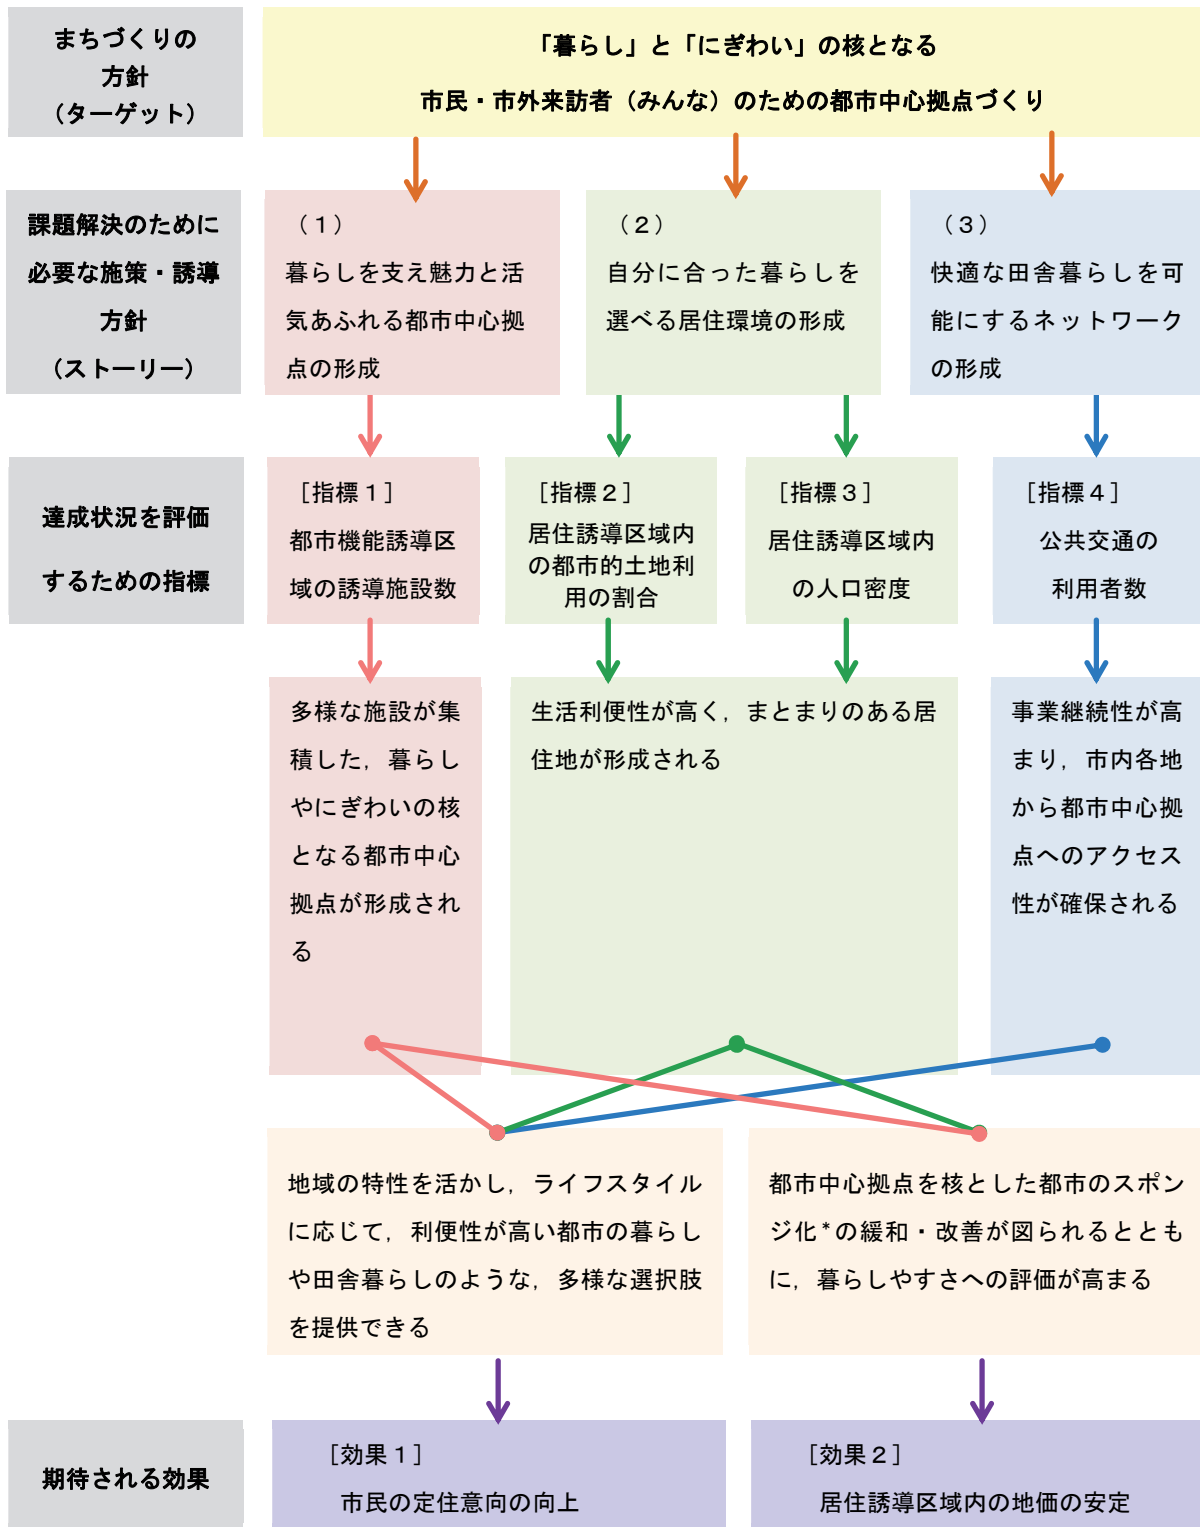 まちづくりの
方針
（ターゲット）
「暮らし」と「にぎわい」の核となる
市民・市外来訪者（みんな）のための都市中心拠点づくり
課題解決のために
必要な施策・誘導
方針
（ストーリー）
（１）
暮らしを支え魅力と活
気あふれる都市中心拠
点の形成
（２）
自分に合った暮らしを
選べる居住環境の形成
（３）
快適な田舎暮らしを可
能にするネットワーク
の形成
達成状況を評価
するための指標
［指標１］
都市機能誘導区
域の誘導施設数
［指標２］
居住誘導区域内
の都市的土地利
用の割合
［指標３］
居住誘導区域内
の人口密度
［指標４］
公共交通の
利用者数
多様な施設が集
積した，暮らし
やにぎわいの核
となる都市中心
拠点が形成され
る
生活利便性が高く，まとまりのある居
住地が形成される
事業継続性が高
まり，市内各地
から都市中心拠
点へのアクセス
性が確保される
地域の特性を活かし，ライフスタイル
に応じて，利便性が高い都市の暮らし
や田舎暮らしのような，多様な選択肢
を提供できる
都市中心拠点を核とした都市のスポン
ジ化*の緩和・改善が図られるととも
に，暮らしやすさへの評価が高まる
期待される効果
［効果１］
市民の定住意向の向上
［効果２］
居住誘導区域内の地価の安定